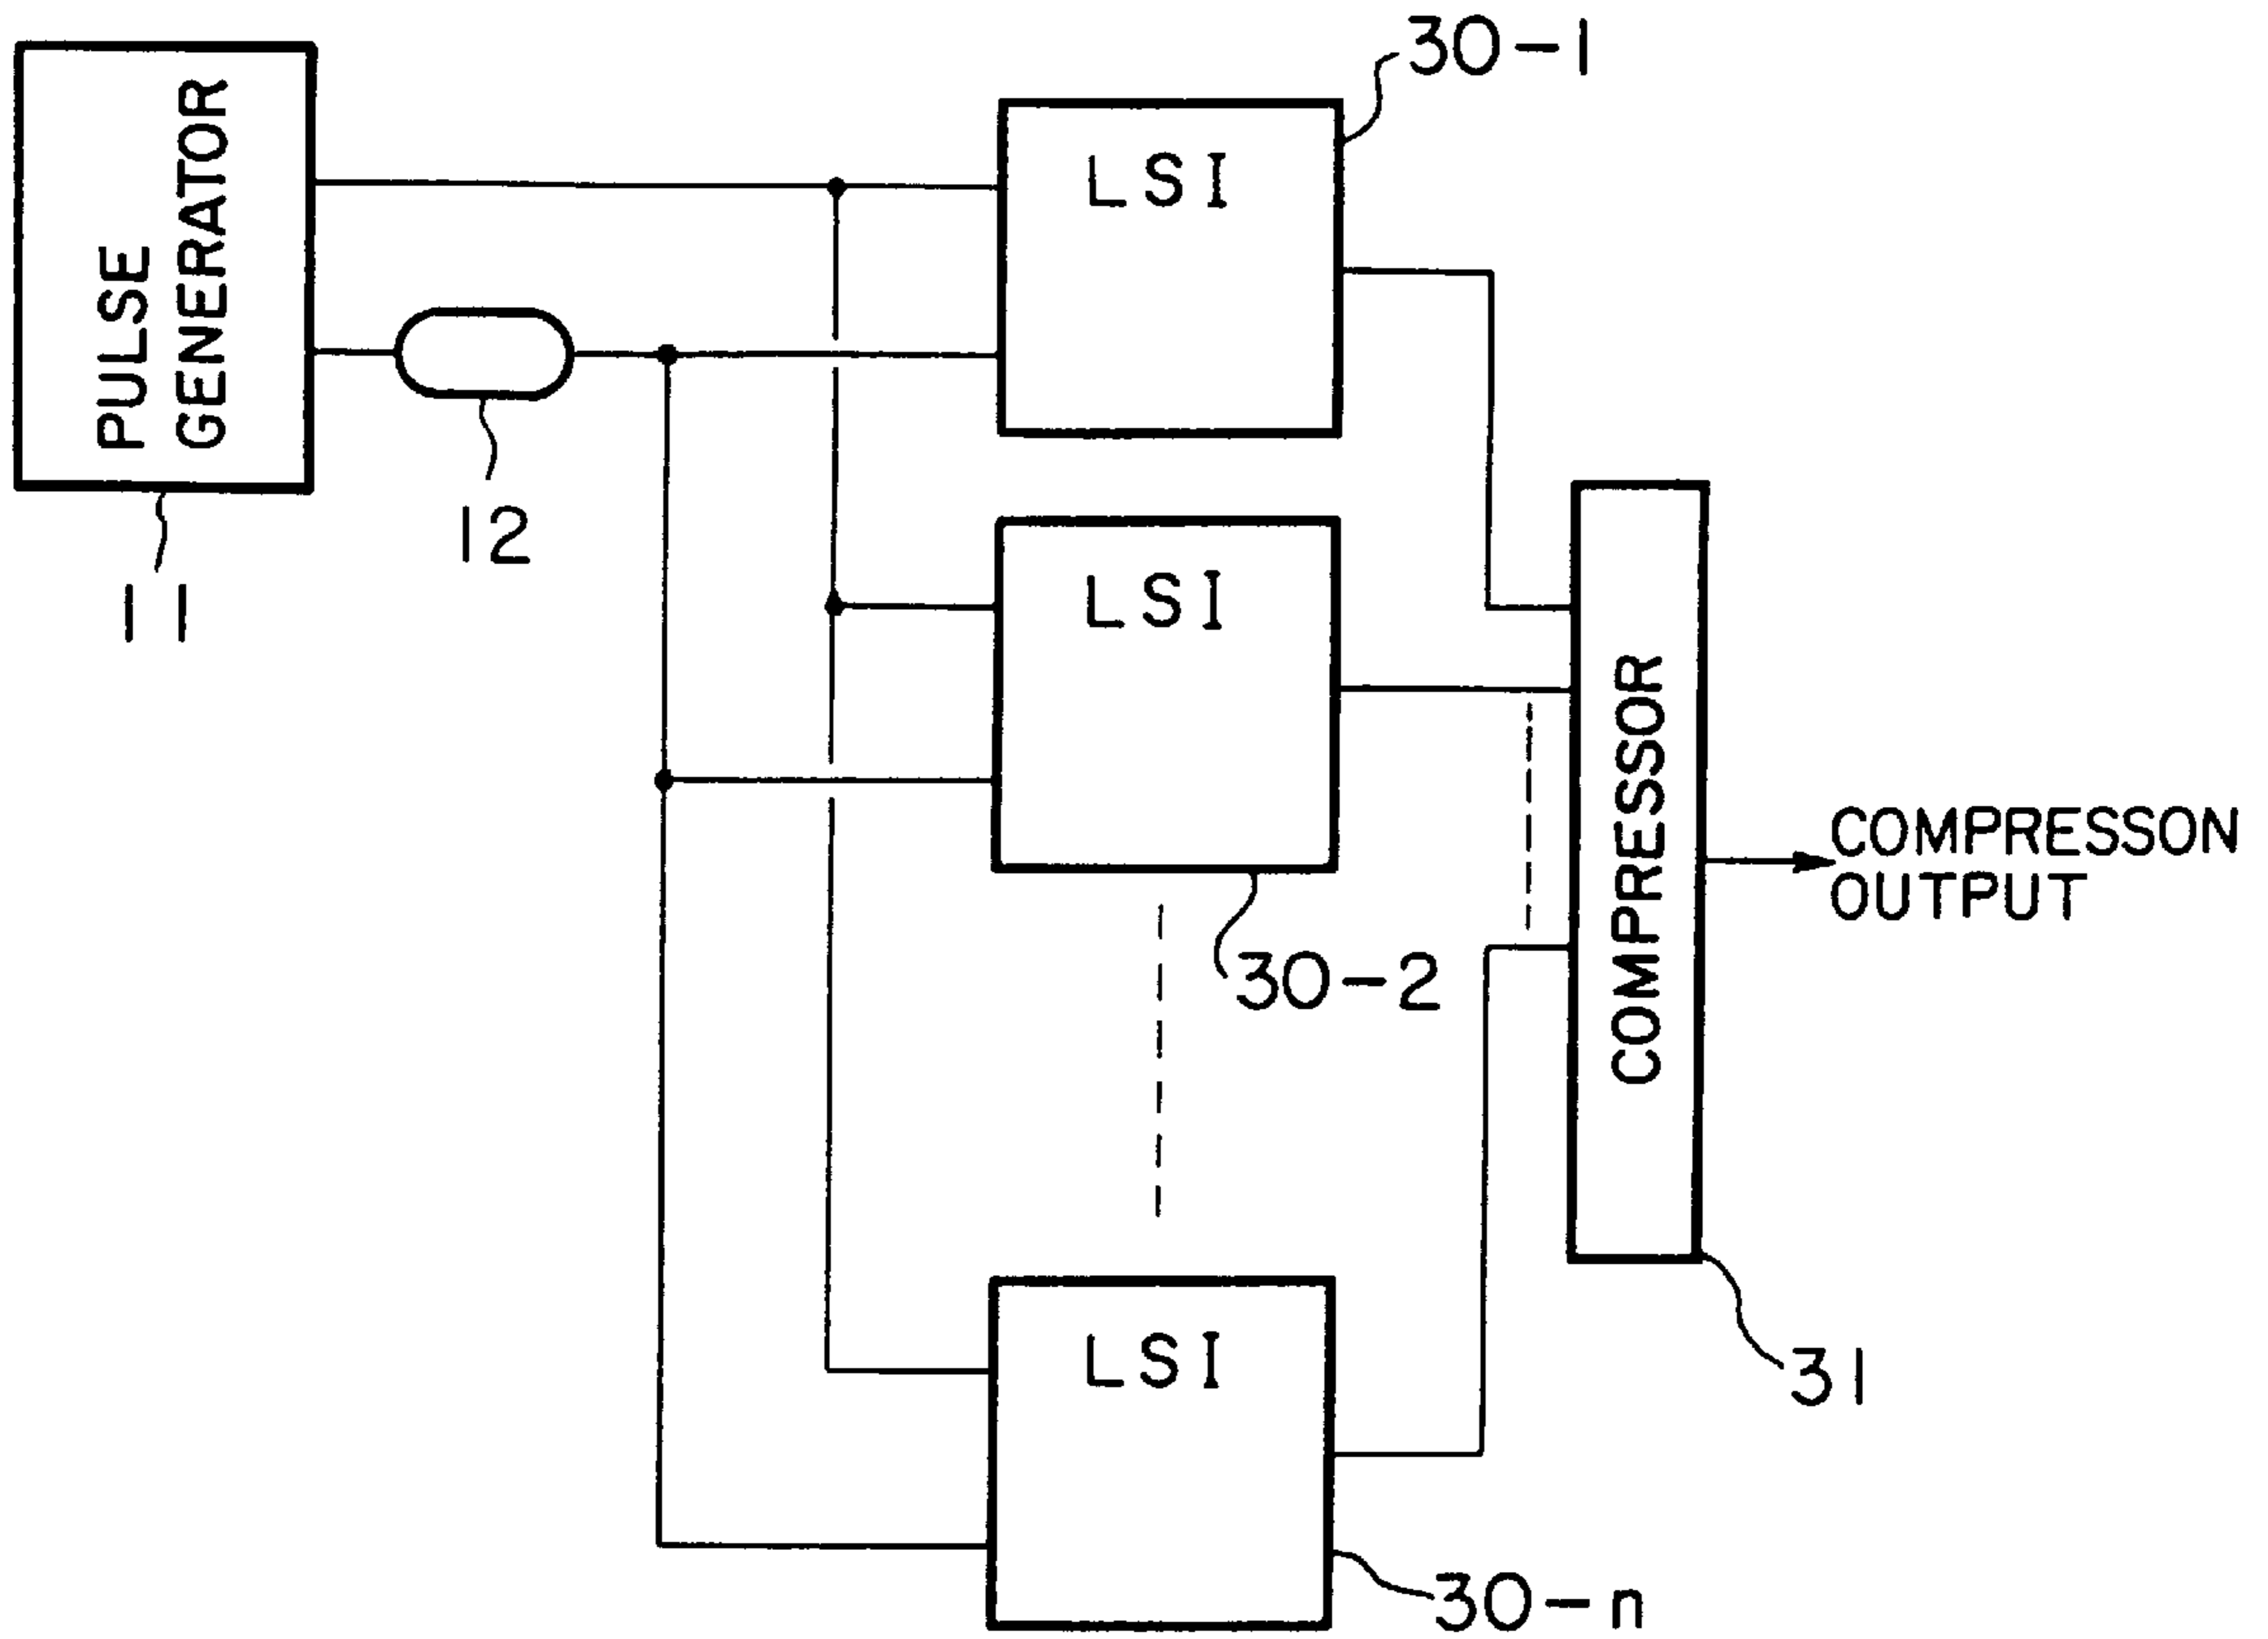 30-1
PULSE
GENERATOR
LSI
12
11
LSI
COMPRESSOR
COMPRESSON
OUTPUT
30-2
LSI
31
30-n